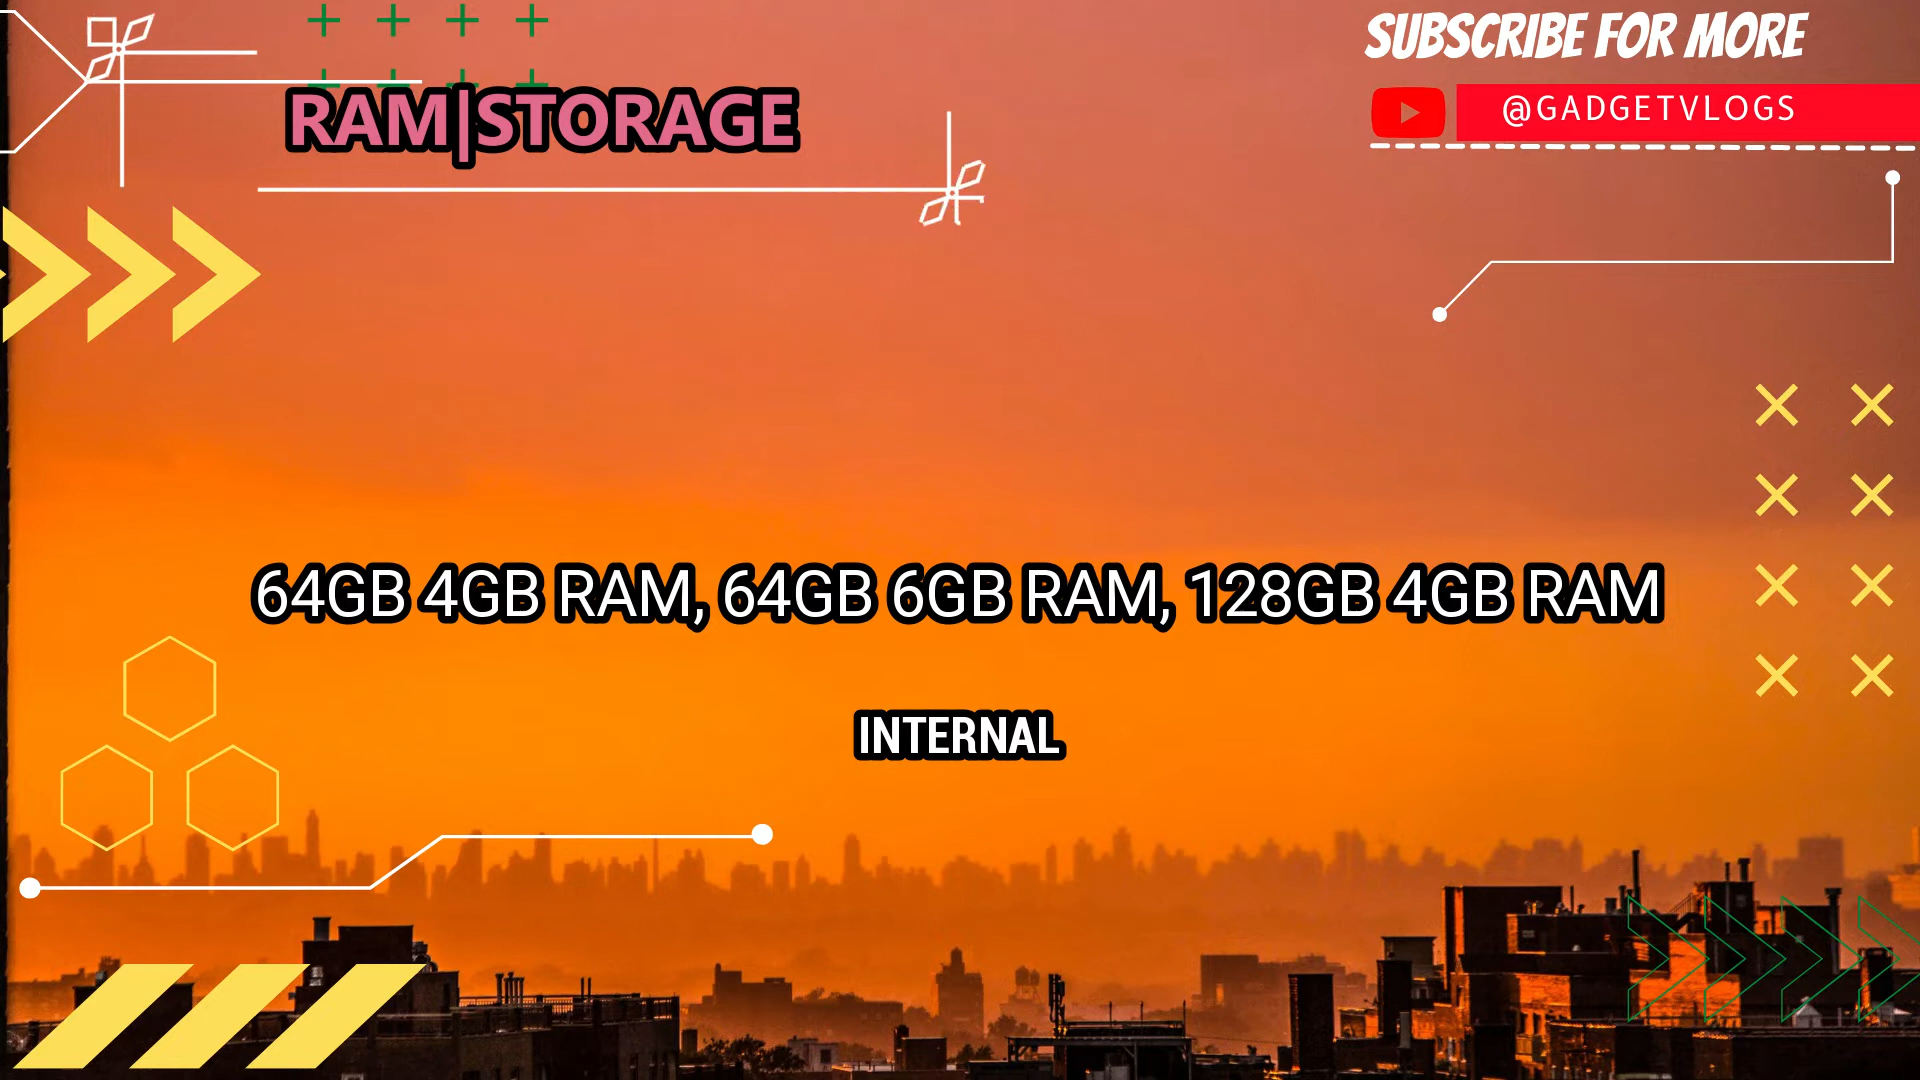 SUBSCRIBE FOR MORE
@GADGETVLOGS
RAM|STORAGE
64GB 4GB RAM, 64GB 6GB RAM, 128GB 4GB RAM
INTERNAL